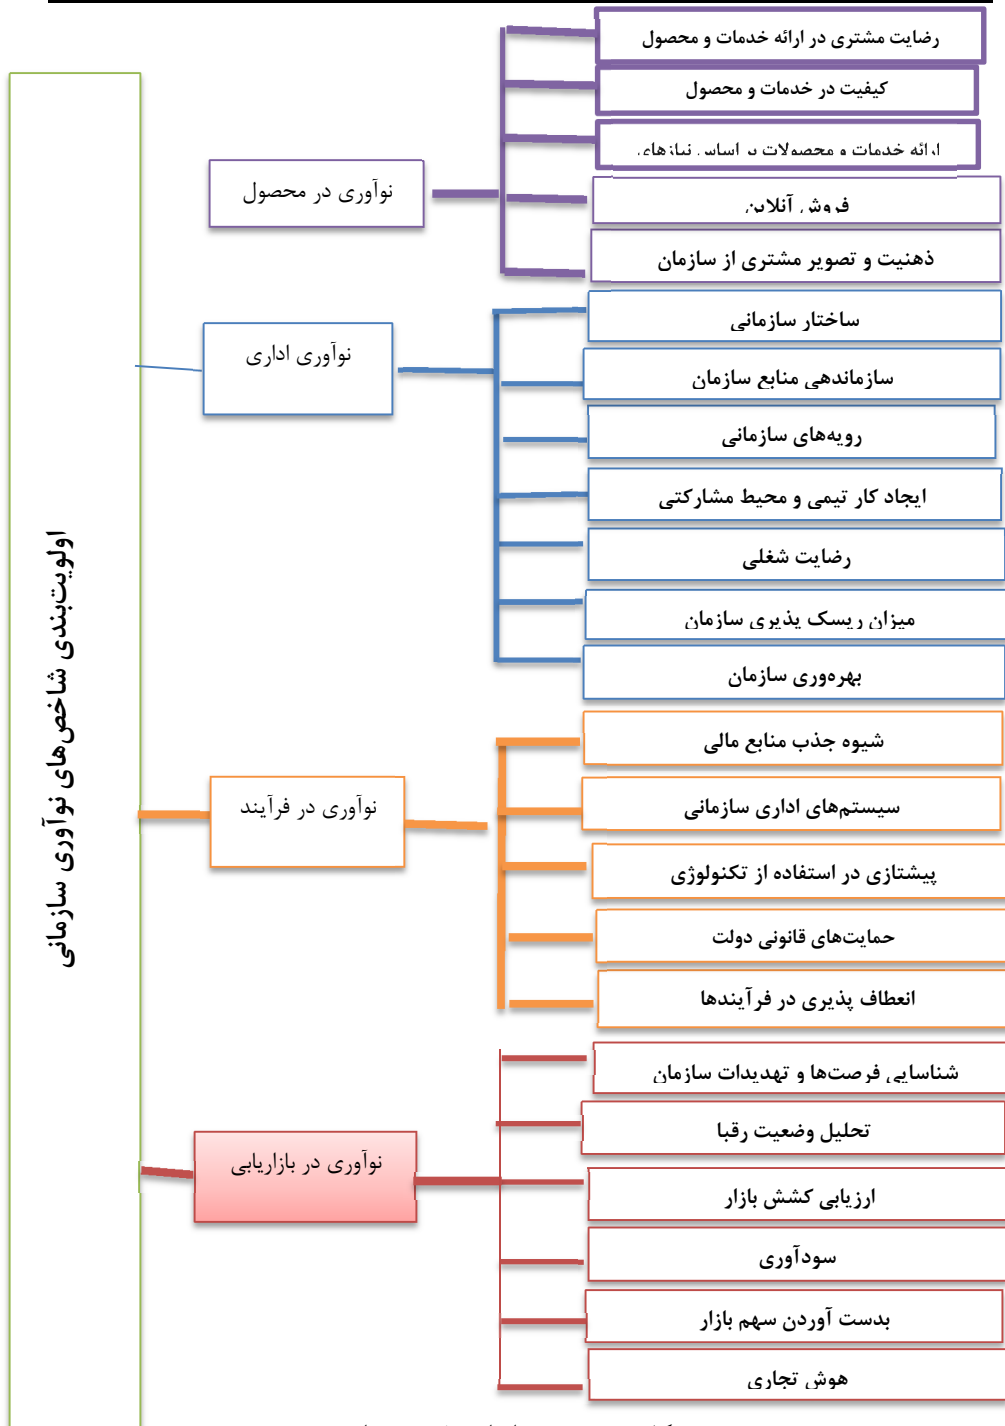 اولویت‌بندی شاخص‌های نوآوری سازمانی
نوآوری در محصول
رضایت مشتری در ارائه خدمات و محصول
کیفیت در خدمات و محصول
ارائه خدمات و محصولات بر اساس نیازهای
فروش آنلاین
ذهنیت و تصویر مشتری از سازمان
نوآوری اداری
ساختار سازمانی
سازماندهی منابع سازمان
رویه‌های سازمانی
ایجاد کار تیمی و محیط مشارکتی
رضایت شغلی
میزان ریسک پذیری سازمان
بهره‌وری سازمان
نوآوری در فرآیند
شیوه جذب منابع مالی
سیستم‌های اداری سازمانی
پیشتازی در استفاده از تکنولوژی
حمایت‌های قانونی دولت
انعطاف پذیری در فرآیندها
نوآوری در بازاریابی
شناسایی فرصت‌ها و تهدیدات سازمان
تحلیل وضعیت رقبا
ارزیابی کشش بازار
سودآوری
بدست آوردن سهم بازار
هوش تجاری